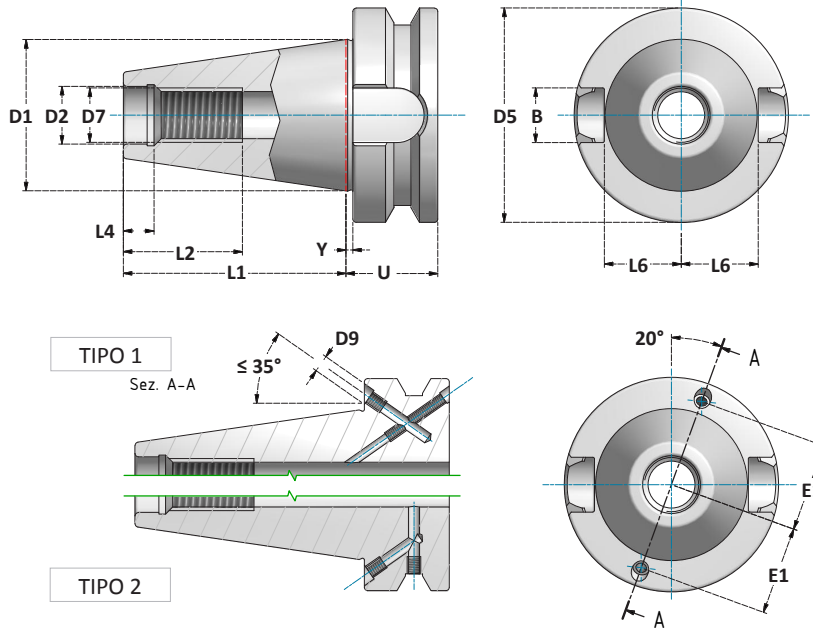 D1
D2
D7
L4
L2
L1
Y
U
D5
B
L6
L6
TIPO 1
Sez. A-A
≤ 35°
D9
TIPO 2
20°
A
E
E1
A